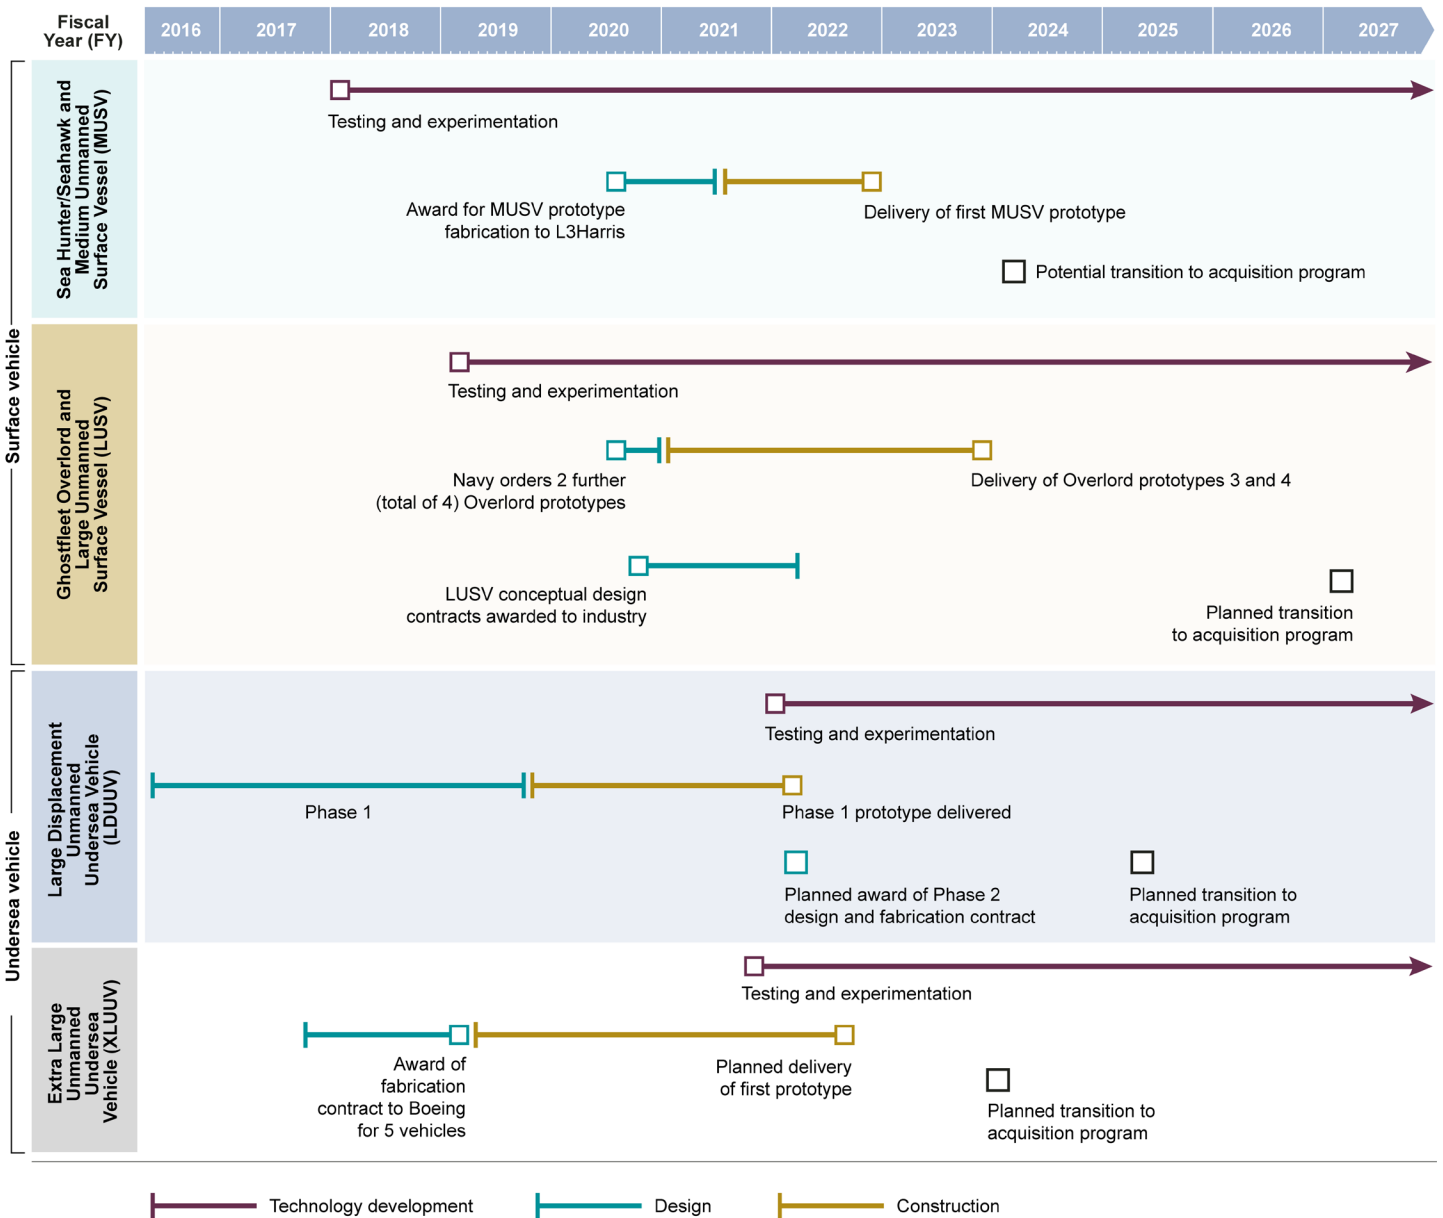 Fiscal
Year (FY)
2016 2017 2018 2019 2020 2021 2022 2023 2024 2025 2026 2027
Surface vehicle
Sea Hunter/Seahawk and
Medium Unmanned
Surface Vessel (MUSV)
Testing and experimentation
Award for MUSV prototype
fabrication to L3Harris
Delivery of first MUSV prototype
Potential transition to acquisition program
Ghostfleet Overlord and
Large Unmanned
Surface Vessel (LUSV)
Testing and experimentation
Navy orders 2 further
(total of 4) Overlord prototypes
Delivery of Overlord prototypes 3 and 4
LUSV conceptual design
contracts awarded to industry
Planned transition
to acquisition program
Undersea vehicle
Large Displacement
Unmanned
Undersea Vehicle
(LDUUV)
Testing and experimentation
Phase 1
Phase 1 prototype delivered
Planned award of Phase 2
design and fabrication contract
Planned transition to
acquisition program
Extra Large
Unmanned
Undersea
Vehicle (XLUUV)
Testing and experimentation
Award of
fabrication
contract to Boeing
for 5 vehicles
Planned delivery
of first prototype
Planned transition to
acquisition program
Technology development
Design
Construction